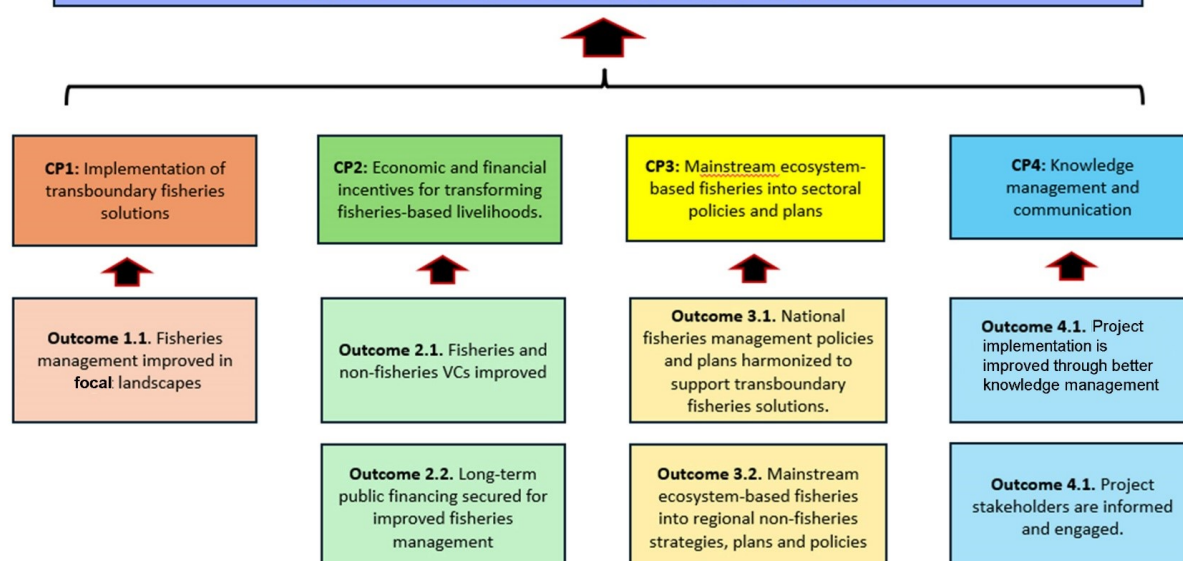 CP1: Implementation of
transboundary fisheries
solutions
CP2: Economic and financial
incentives for transforming
fisheries-based livelihoods.
CP3: Mainstream ecosystem-
based fisheries into sectoral
policies and plans
CP4: Knowledge
management and
communication
Outcome 1.1. Fisheries
management improved in
focal landscapes
Outcome 2.1. Fisheries and
non-fisheries VCs improved
Outcome 3.1. National
fisheries management policies
and plans harmonized to
support transboundary
fisheries solutions.
Outcome 4.1. Project
implementation is
improved through better
knowledge management
Outcome 2.2. Long-term
public financing secured for
improved fisheries
management
Outcome 3.2. Mainstream
ecosystem-based fisheries
into regional non-fisheries
strategies, plans and policies
Outcome 4.1. Project
stakeholders are informed
and engaged.